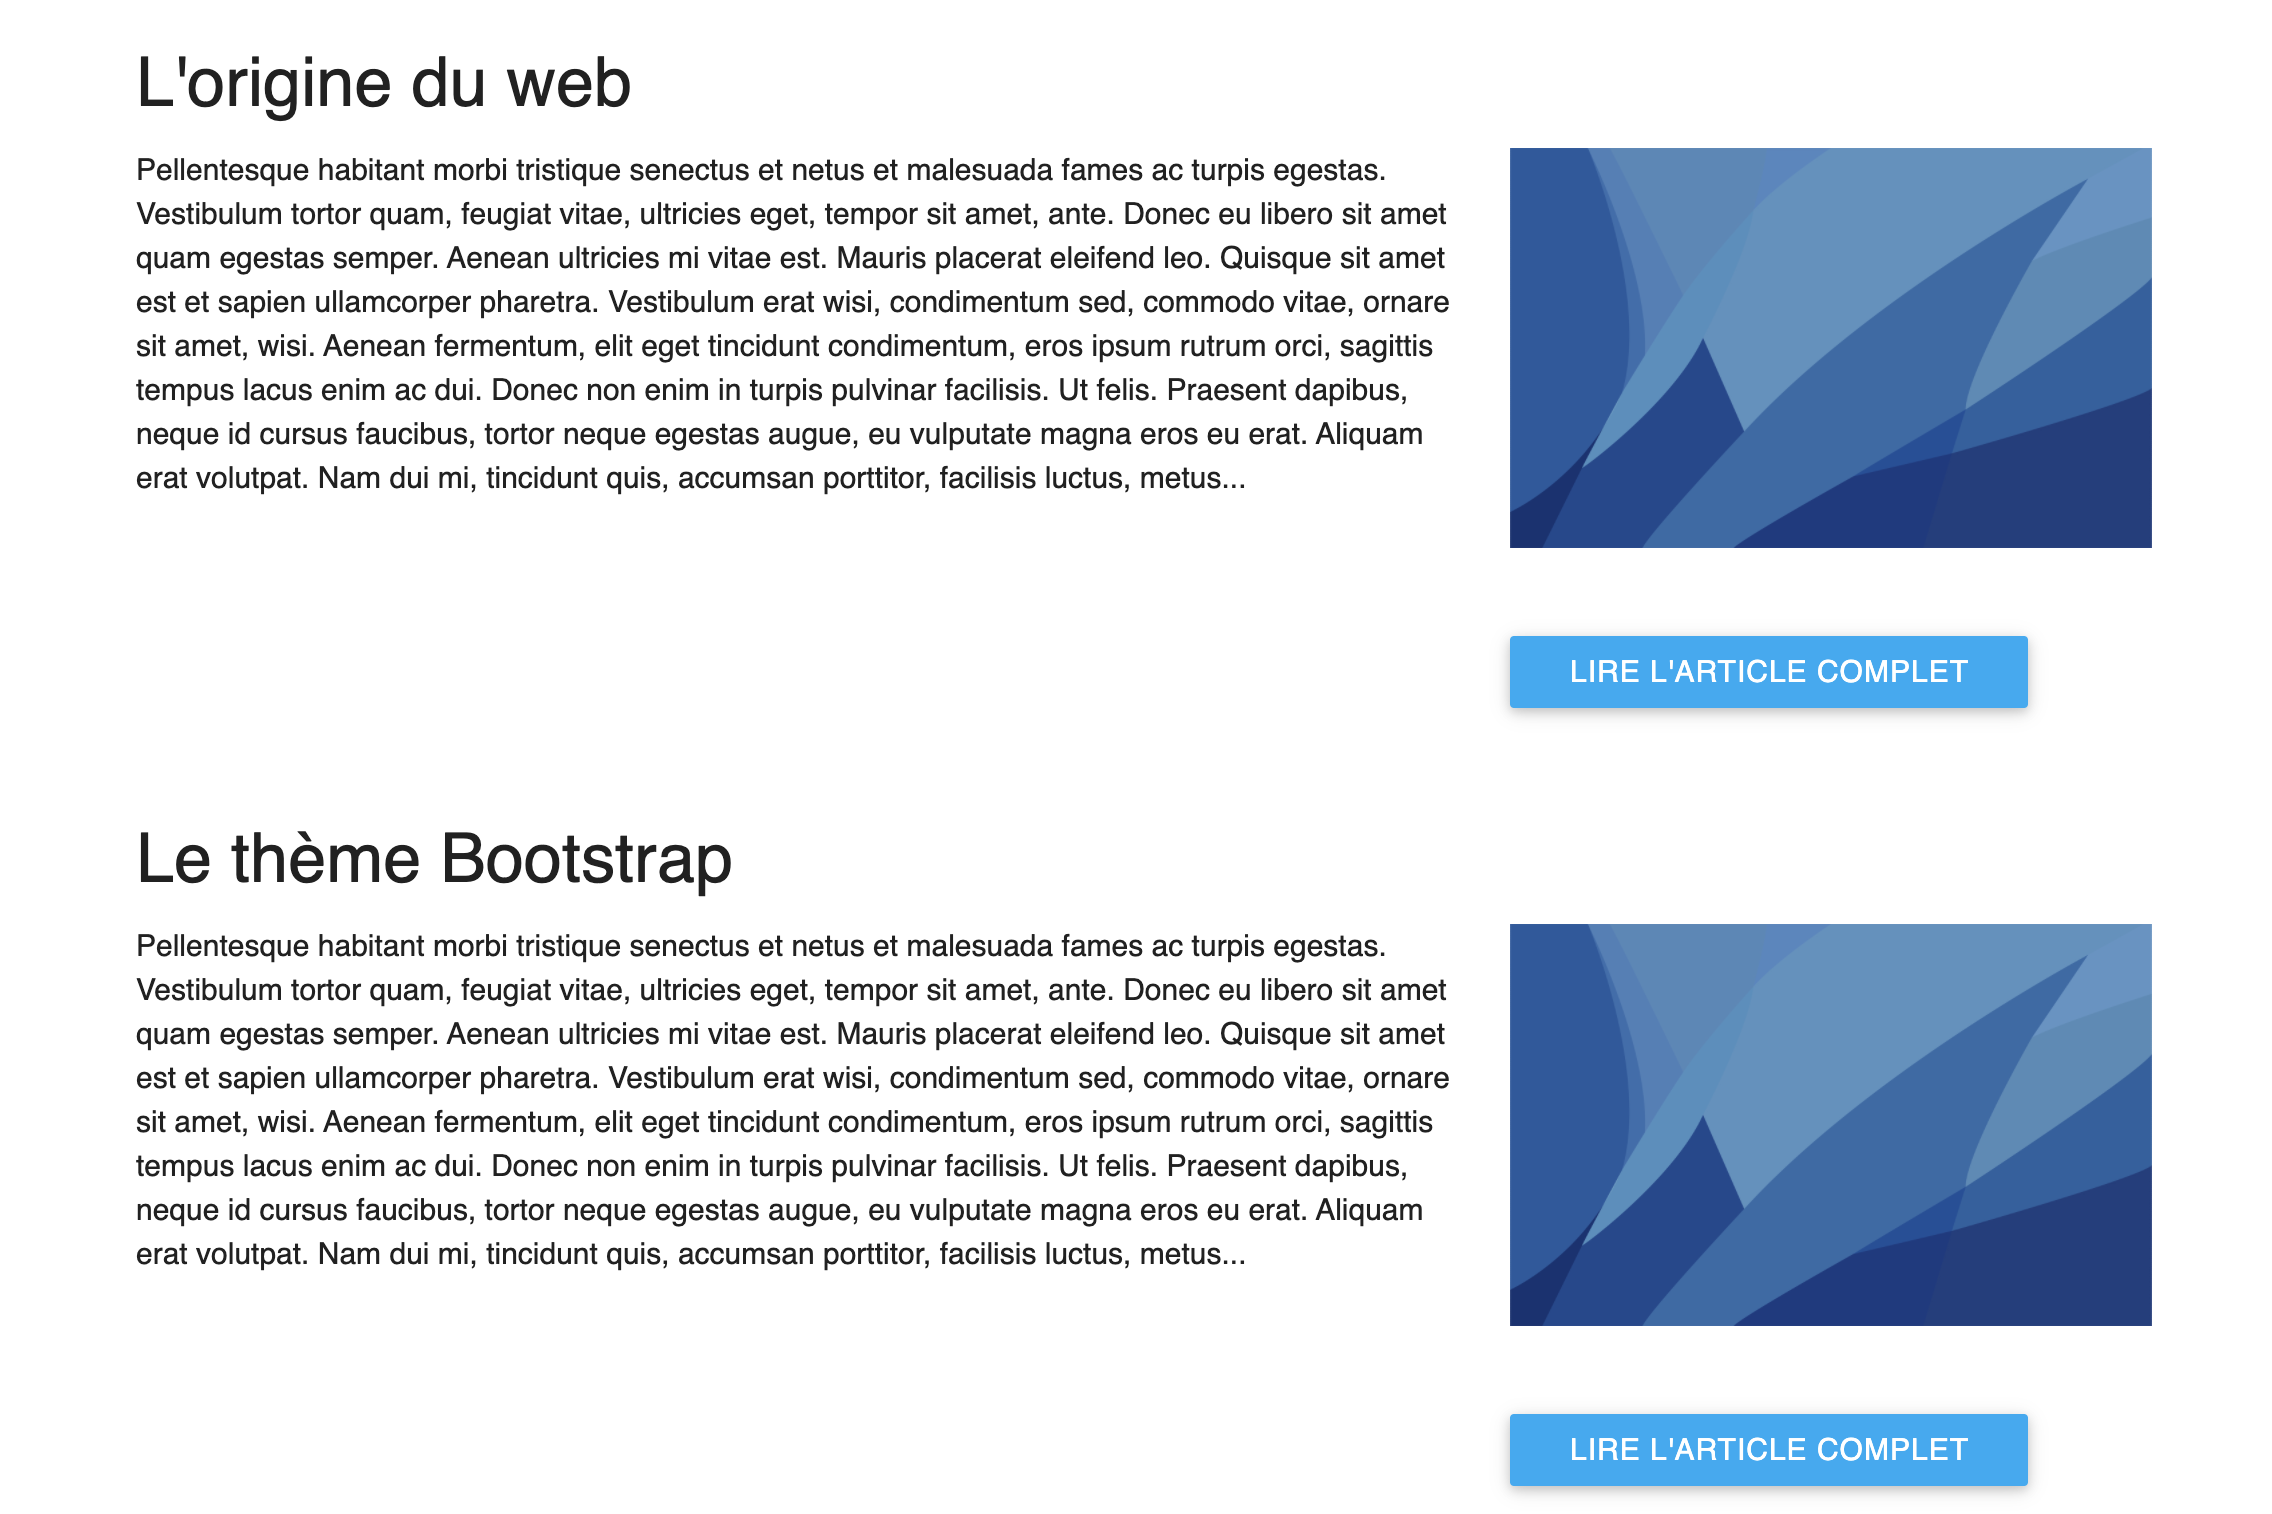 L'origine du web
Pellentesque habitant morbi tristique senectus et netus et malesuada fames ac turpis egestas.
Vestibulum tortor quam, feugiat vitae, ultricies eget, tempor sit amet, ante. Donec eu libero sit amet
quam egestas semper. Aenean ultricies mi vitae est. Mauris placerat eleifend leo. Quisque sit amet
est et sapien ullamcorper pharetra. Vestibulum erat wisi, condimentum sed, commodo vitae, ornare
sit amet, wisi. Aenean fermentum, elit eget tincidunt condimentum, eros ipsum rutrum orci, sagittis
tempus lacus enim ac dui. Donec non enim in turpis pulvinar facilisis. Ut felis. Praesent dapibus,
neque id cursus faucibus, tortor neque egestas augue, eu vulputate magna eros eu erat. Aliquam
erat volutpat. Nam dui mi, tincidunt quis, accumsan porttitor, facilisis luctus, metus...
LIRE L'ARTICLE COMPLET
Le thème Bootstrap
Pellentesque habitant morbi tristique senectus et netus et malesuada fames ac turpis egestas.
Vestibulum tortor quam, feugiat vitae, ultricies eget, tempor sit amet, ante. Donec eu libero sit amet
quam egestas semper. Aenean ultricies mi vitae est. Mauris placerat eleifend leo. Quisque sit amet
est et sapien ullamcorper pharetra. Vestibulum erat wisi, condimentum sed, commodo vitae, ornare
sit amet, wisi. Aenean fermentum, elit eget tincidunt condimentum, eros ipsum rutrum orci, sagittis
tempus lacus enim ac dui. Donec non enim in turpis pulvinar facilisis. Ut felis. Praesent dapibus,
neque id cursus faucibus, tortor neque egestas augue, eu vulputate magna eros eu erat. Aliquam
erat volutpat. Nam dui mi, tincidunt quis, accumsan porttitor, facilisis luctus, metus...
LIRE L'ARTICLE COMPLET